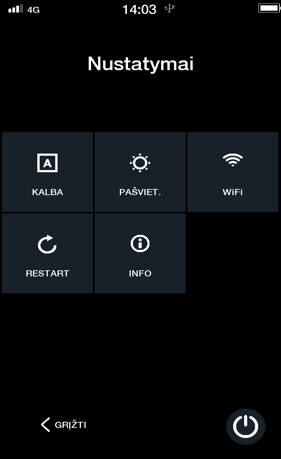 4G 14:03
Nustatymai
A
KALBA PAŠVIET. WiFi
RESTART INFO
GRĮŽTI